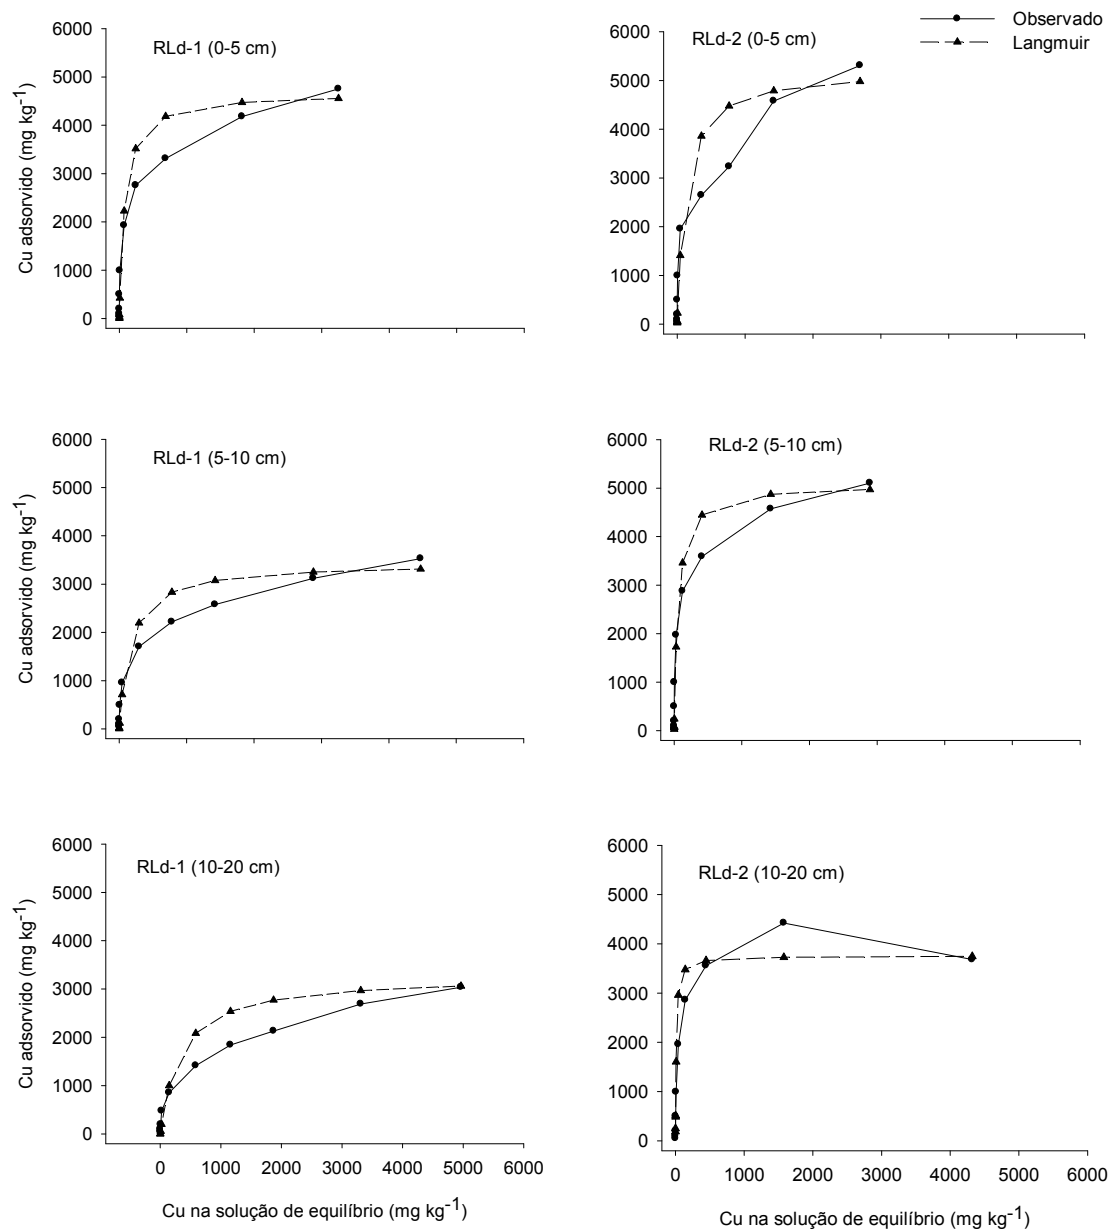 Observado
Langmuir
RLd-1 (0-5 cm)
6000
5000
4000
3000
2000
1000
0
Cu adsorvido (mg kg⁻¹)
RLd-2 (0-5 cm)
6000
5000
4000
3000
2000
1000
0
RLd-1 (5-10 cm)
6000
5000
4000
3000
2000
1000
0
Cu adsorvido (mg kg⁻¹)
RLd-2 (5-10 cm)
6000
5000
4000
3000
2000
1000
0
RLd-1 (10-20 cm)
6000
5000
4000
3000
2000
1000
0
Cu adsorvido (mg kg⁻¹)
0 1000 2000 3000 4000 5000 6000
Cu na solução de equilíbrio (mg kg⁻¹)
RLd-2 (10-20 cm)
6000
5000
4000
3000
2000
1000
0
0 1000 2000 3000 4000 5000 6000
Cu na solução de equilíbrio (mg kg⁻¹)